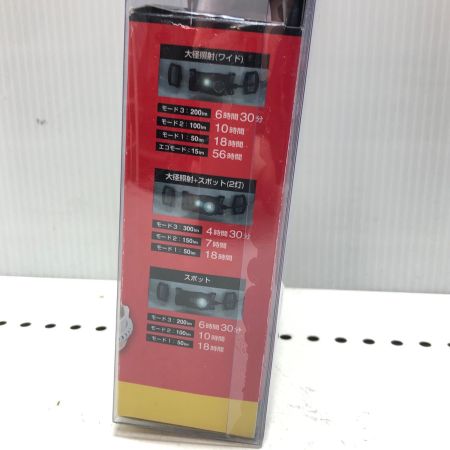 大径照射(ワイド)
モード3：200lm 6時間30分
モード2：100lm 10時間
モード1：50lm 18時間
エコモード：15lm 56時間
大径照射+スポット(2灯)
モード3：300lm 4時間30分
モード2：150lm 7時間
モード1：50lm 18時間
スポット
モード3：200lm 6時間30分
モード2：100lm 10時間
モード1：50lm 18時間